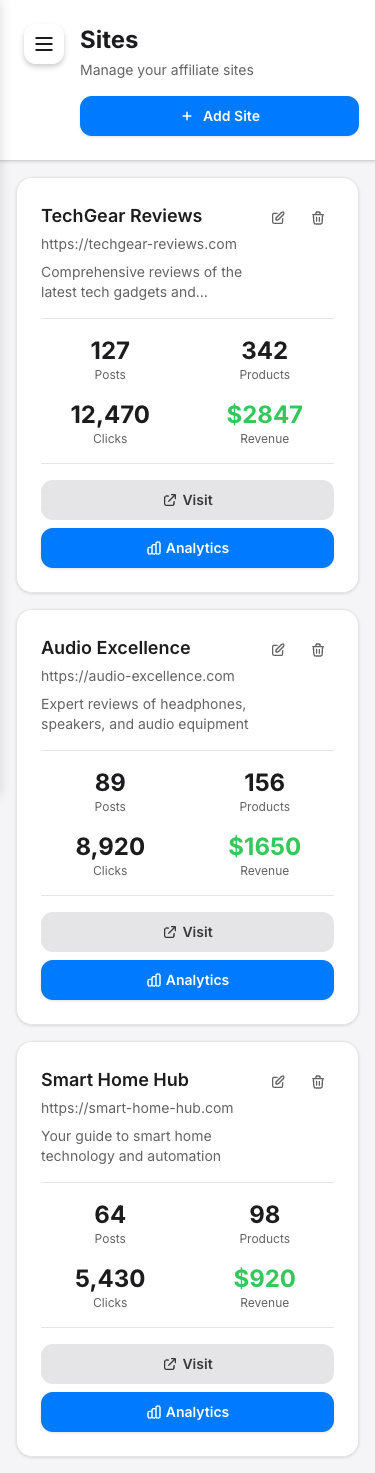 Sites
Manage your affiliate sites
+ Add Site
TechGear Reviews
https://techgear-reviews.com
Comprehensive reviews of the
latest tech gadgets and...
127
342
Posts
Products
12,470
$2847
Clicks
Revenue
Visit
Analytics
Audio Excellence
https://audio-excellence.com
Expert reviews of headphones,
speakers, and audio equipment
89
156
Posts
Products
8,920
$1650
Clicks
Revenue
Visit
Analytics
Smart Home Hub
https://smart-home-hub.com
Your guide to smart home
technology and automation
64
98
Posts
Products
5,430
$920
Clicks
Revenue
Visit
Analytics